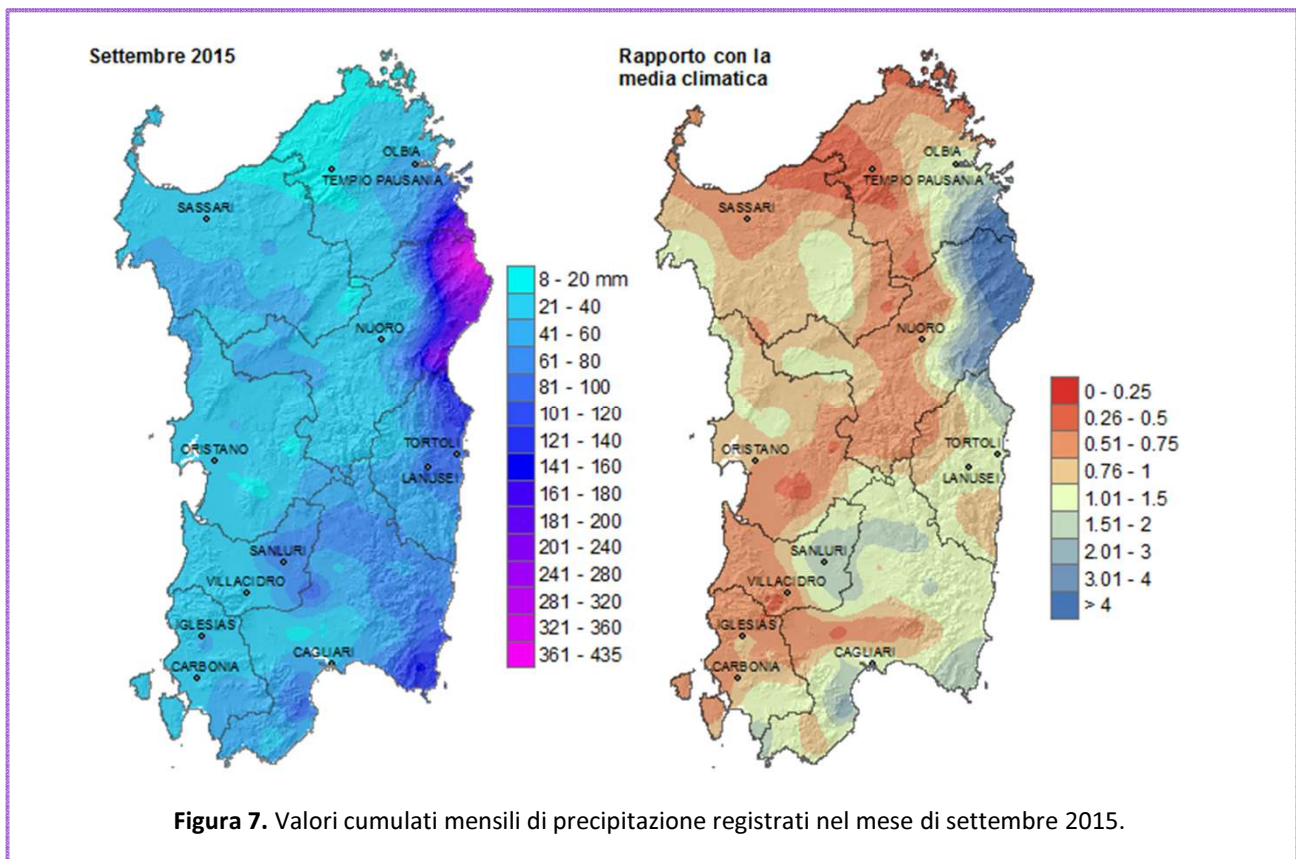 Settembre 2015
OLBIA
TEMPIO PAUSANIA
SASSARI
NUORO
ORISTANO
TORTOLI
LANUSEI
SANLURI
VILLACIDRO
IGLESIAS
CAGLIARI
CARBONIA
8 - 20 mm
21 - 40
41 - 60
61 - 80
81 - 100
101 - 120
121 - 140
141 - 160
161 - 180
181 - 200
201 - 240
241 - 280
281 - 320
321 - 360
361 - 435
Rapporto con la
media climatica
OLBIA
TEMPIO PAUSANIA
SASSARI
NUORO
ORISTANO
TORTOLI
LANUSEI
SANLURI
VILLACIDRO
IGLESIAS
CAGLIARI
CARBONIA
0 - 0.25
0.26 - 0.5
0.51 - 0.75
0.76 - 1
1.01 - 1.5
1.51 - 2
2.01 - 3
3.01 - 4
> 4
Figura 7. Valori cumulati mensili di precipitazione registrati nel mese di settembre 2015.